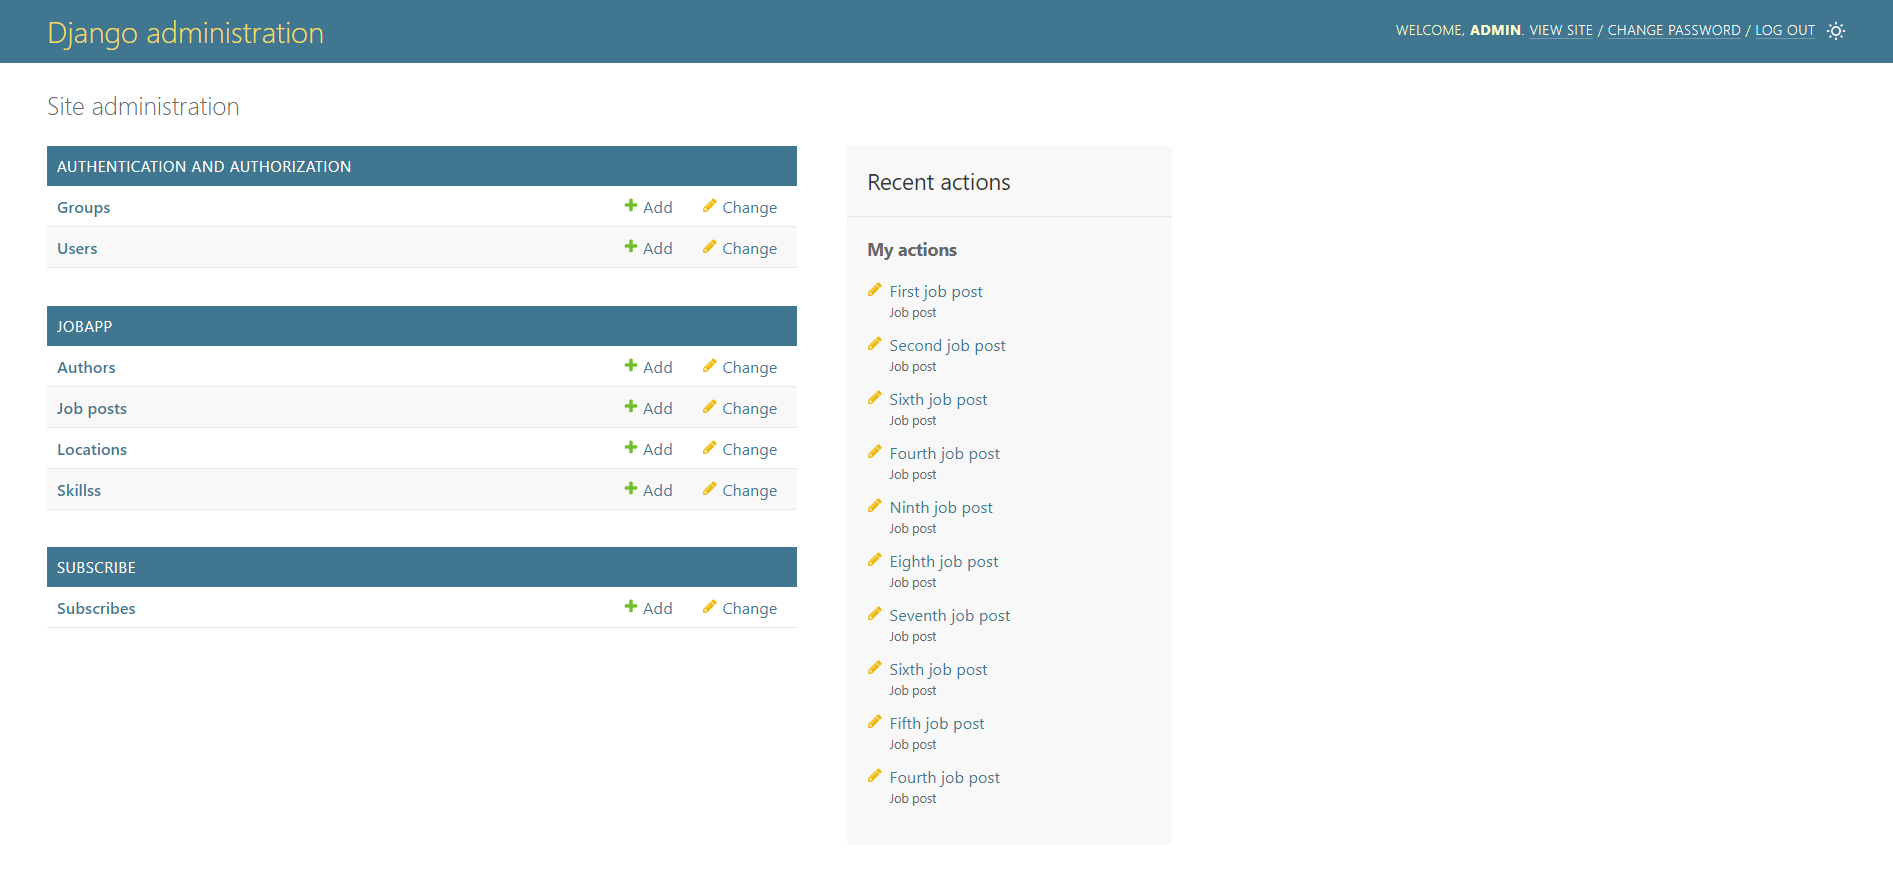 Django administration
WELCOME, ADMIN. VIEW SITE / CHANGE PASSWORD / LOG OUT
Site administration
AUTHENTICATION AND AUTHORIZATION
Groups Add Change
Users Add Change
JOBAPP
Authors Add Change
Job posts Add Change
Locations Add Change
Skillss Add Change
SUBSCRIBE
Subscribes Add Change
Recent actions
My actions
First job post
Job post
Second job post
Job post
Sixth job post
Job post
Fourth job post
Job post
Ninth job post
Job post
Eighth job post
Job post
Seventh job post
Job post
Sixth job post
Job post
Fifth job post
Job post
Fourth job post
Job post